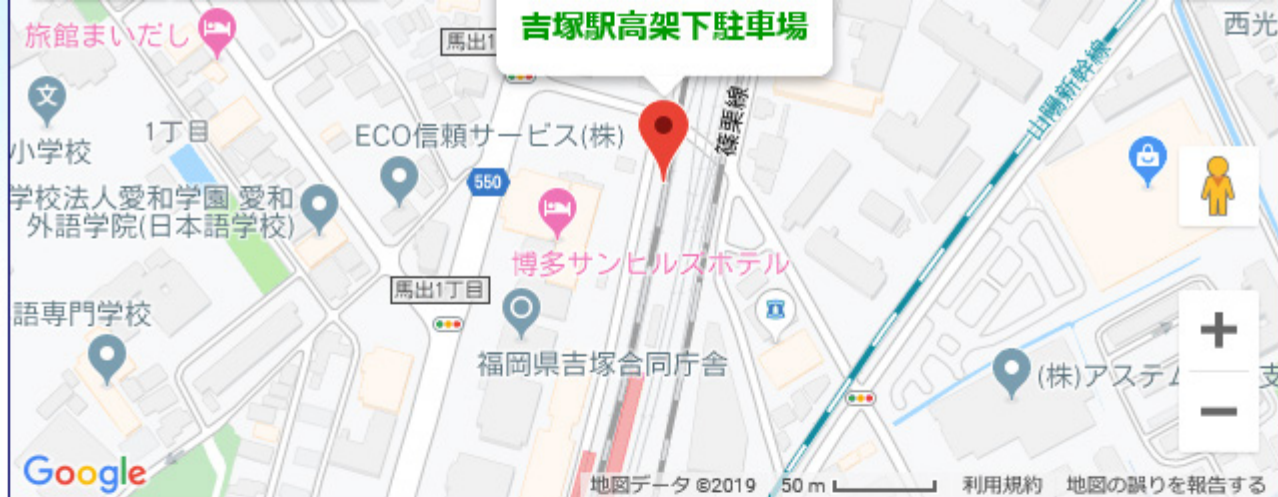 吉塚駅高架下駐車場
旅館まいだし
馬出1
西光
山陽新幹線
文
小学校
1丁目
ECO信頼サービス(株)
篠栗線
550
学校法人愛和学園 愛和
外語学院(日本語学校)
博多サンヒルズホテル
馬出1丁目
語専門学校
福岡県吉塚合同庁舎
(株)アステム
支
+
−
Google
地図データ ©2019
50 m
利用規約
地図の誤りを報告する